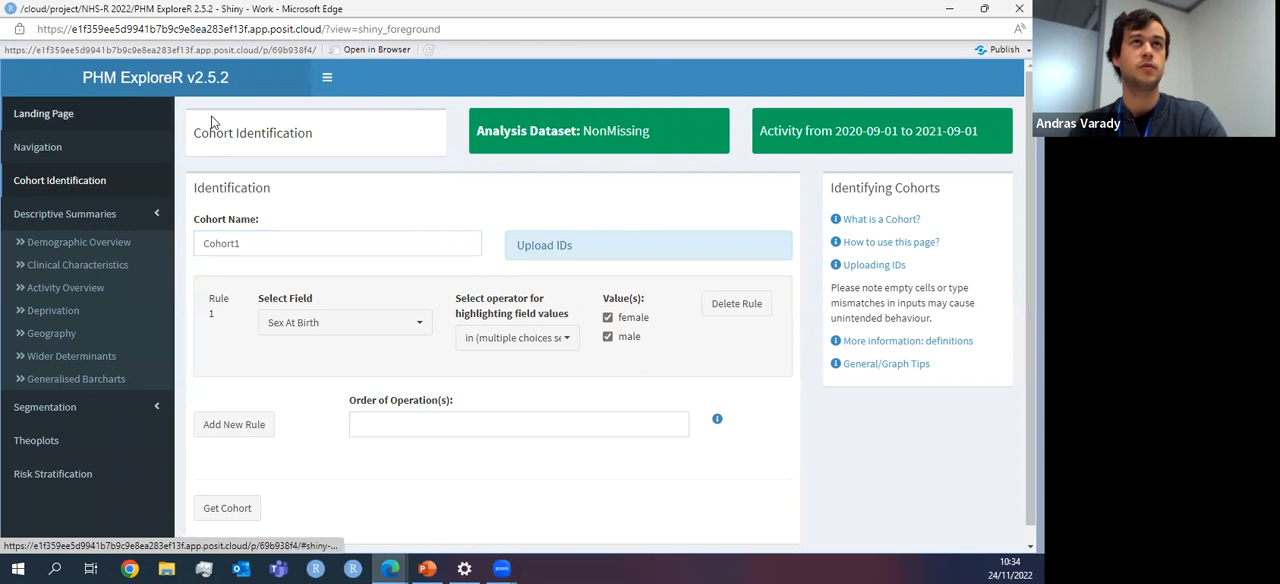 /cloud/project/NHS-R 2022/PHM ExploreR 2.5.2 - Shiny - Work - Microsoft Edge
https://e1f359ee5d9941b7b9c9e8ea283ef13f.app.posit.cloud/?view=shiny_foreground
https://e1f359ee5d9941b7b9c9e8ea283ef13f.app.posit.cloud/p/69b938f4/
Open in Browser
Publish
PHM ExploreR v2.5.2
Andras Varady
Landing Page
Navigation
Cohort Identification
Descriptive Summaries
Demographic Overview
Clinical Characteristics
Activity Overview
Deprivation
Geography
Wider Determinants
Generalised Barcharts
Segmentation
Theoplots
Risk Stratification
Cohort Identification
Analysis Dataset: NonMissing
Activity from 2020-09-01 to 2021-09-01
Identification
Cohort Name:
Cohort1
Upload IDs
Rule
1
Select Field
Sex At Birth
Select operator for
highlighting field values
in (multiple choices se
Value(s):
female
male
Delete Rule
Add New Rule
Order of Operation(s):
Get Cohort
Identifying Cohorts
What is a Cohort?
How to use this page?
Uploading IDs
Please note empty cells or type
mismatches in inputs may cause
unintended behaviour.
More information: definitions
General/Graph Tips
https://e1f359ee5d9941b7b9c9e8ea283ef13f.app.posit.cloud/p/69b938f4/#shiny-...
zoom
10:34
24/11/2022